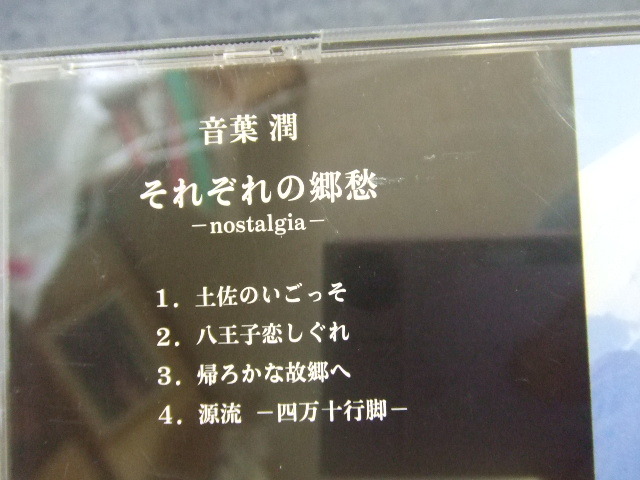 音葉 潤
それぞれの郷愁
－nostalgia－
1．土佐のいごっそ
2．八王子恋しぐれ
3．帰ろかな故郷へ
4．源流 －四万十行脚－